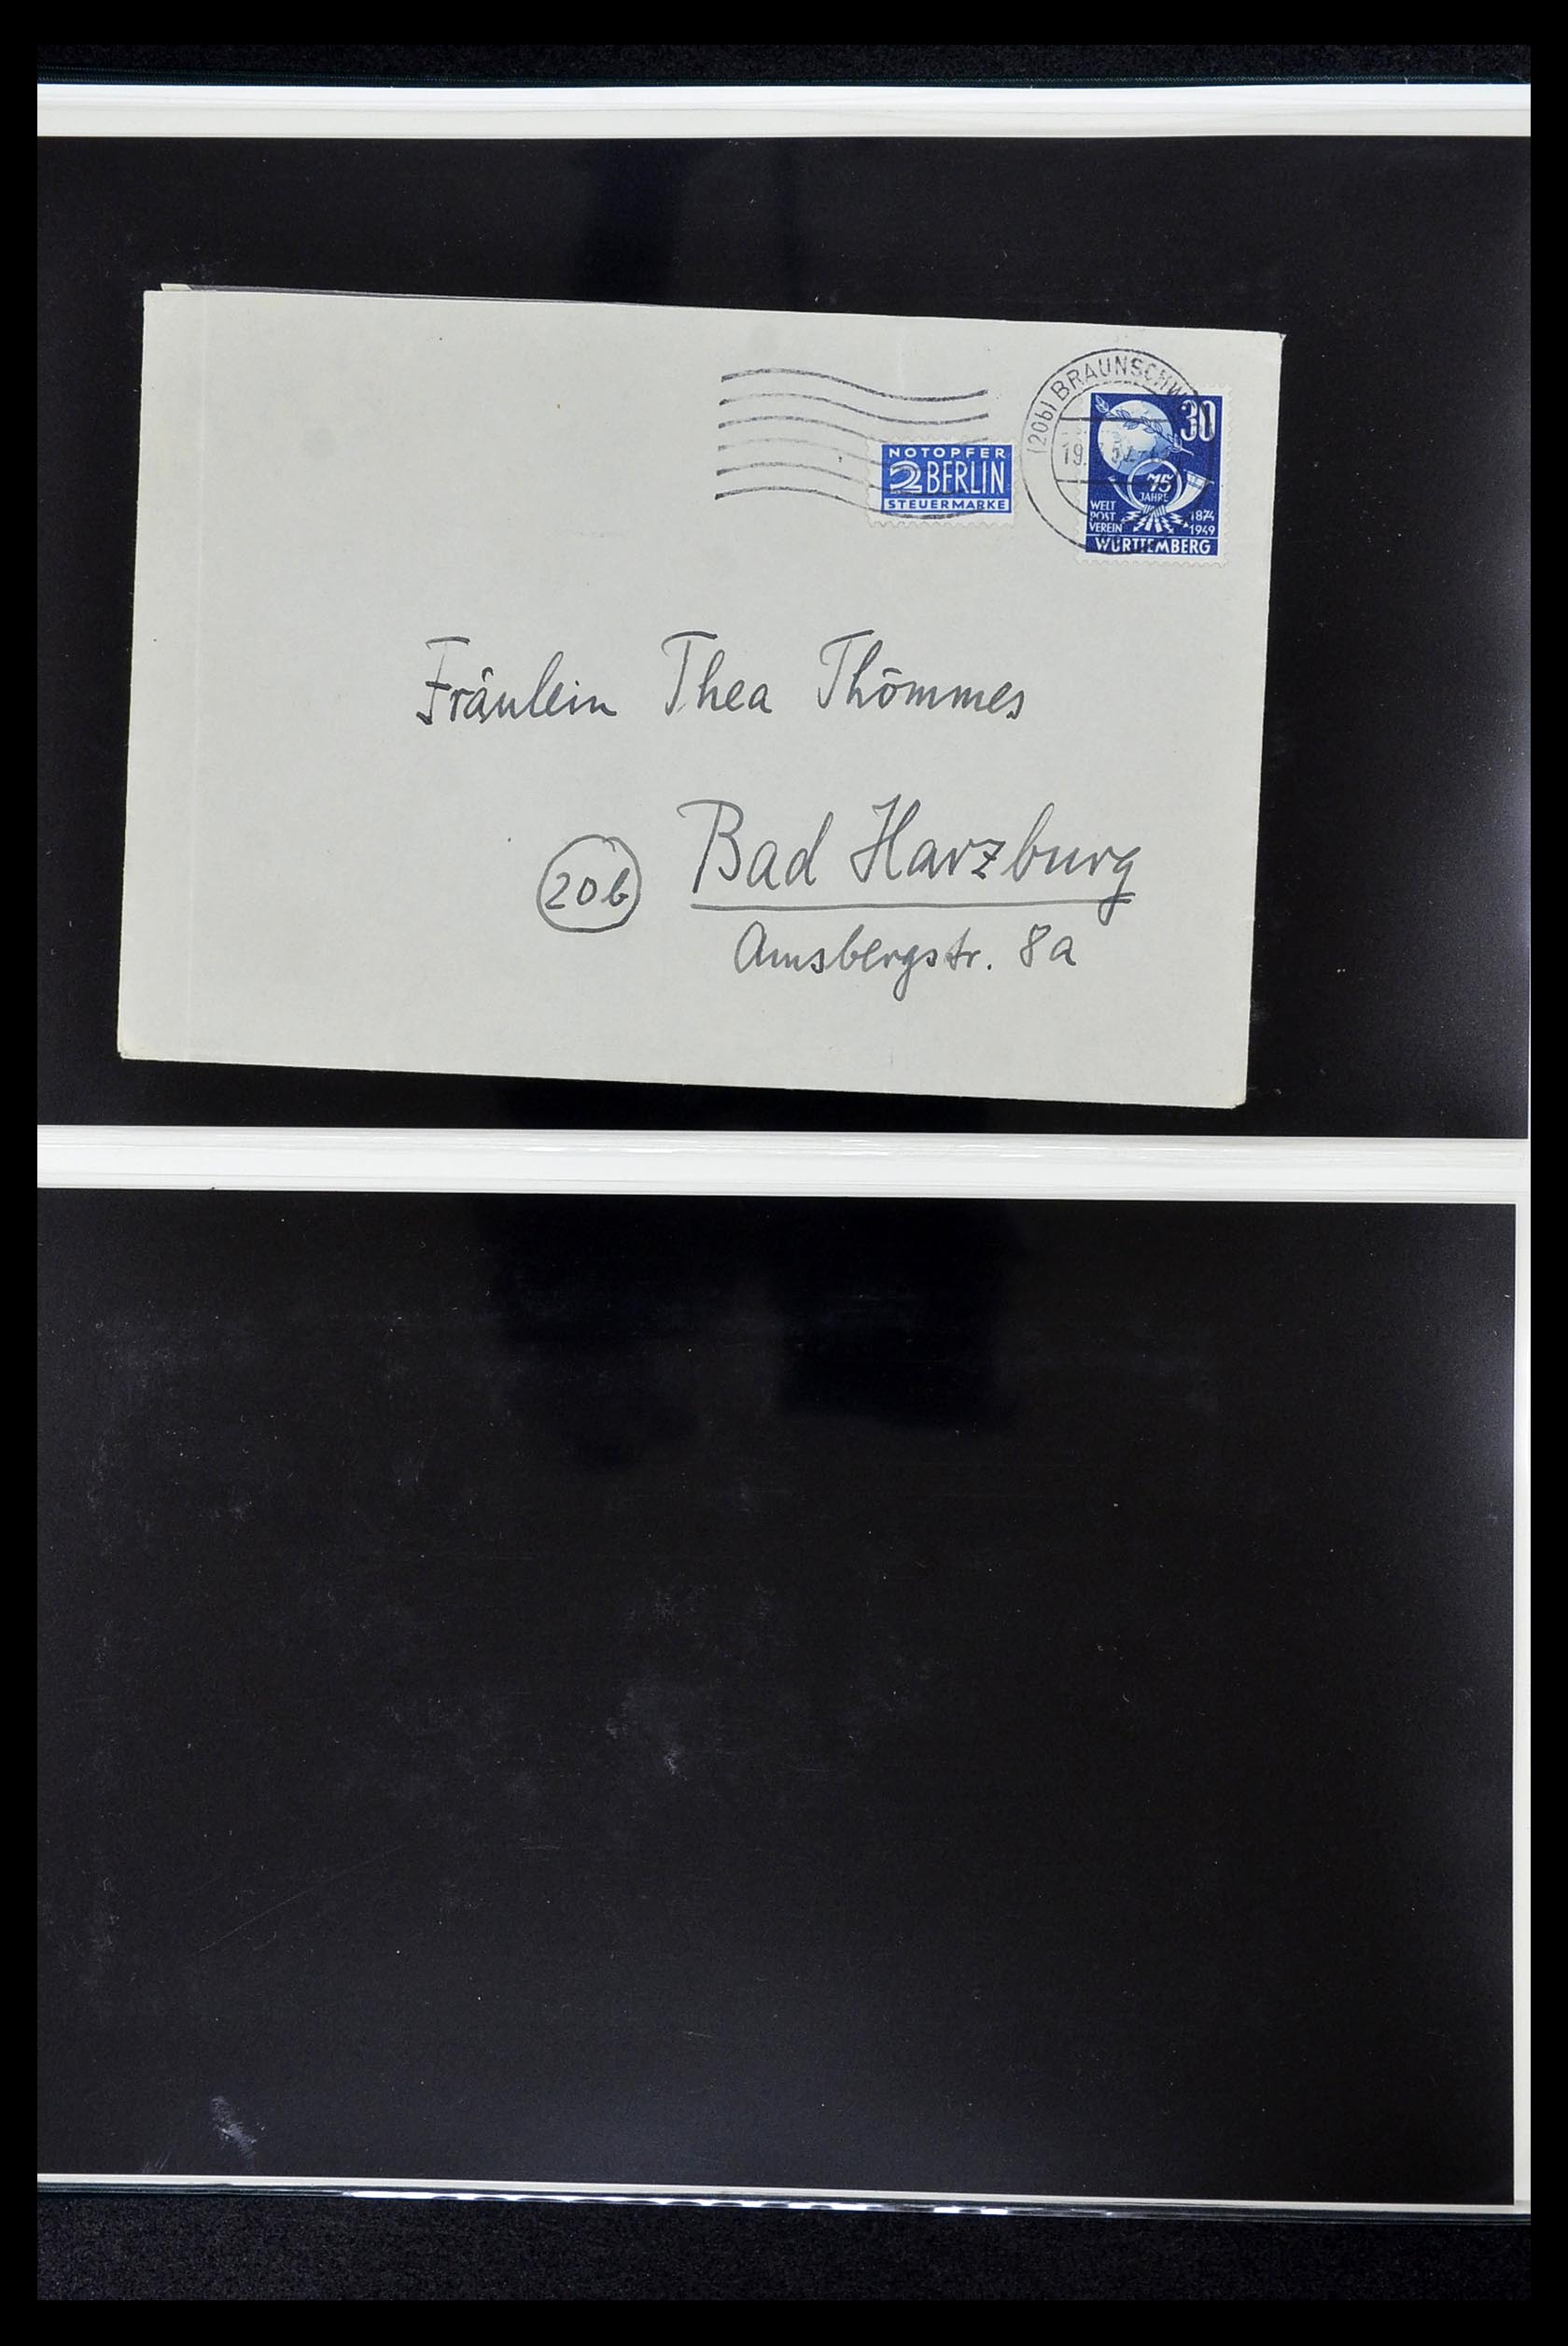 (20b) BRAUNSCHW
19.
NOTOPFER
2 BERLIN
STEUERMARKE
30
75
JAHRE
WELT
POST
VEREIN
1874
1949
WÜRTTEMBERG
Fräulein Thea Thömmes
20b Bad Harzburg
Amsbergstr. 8a